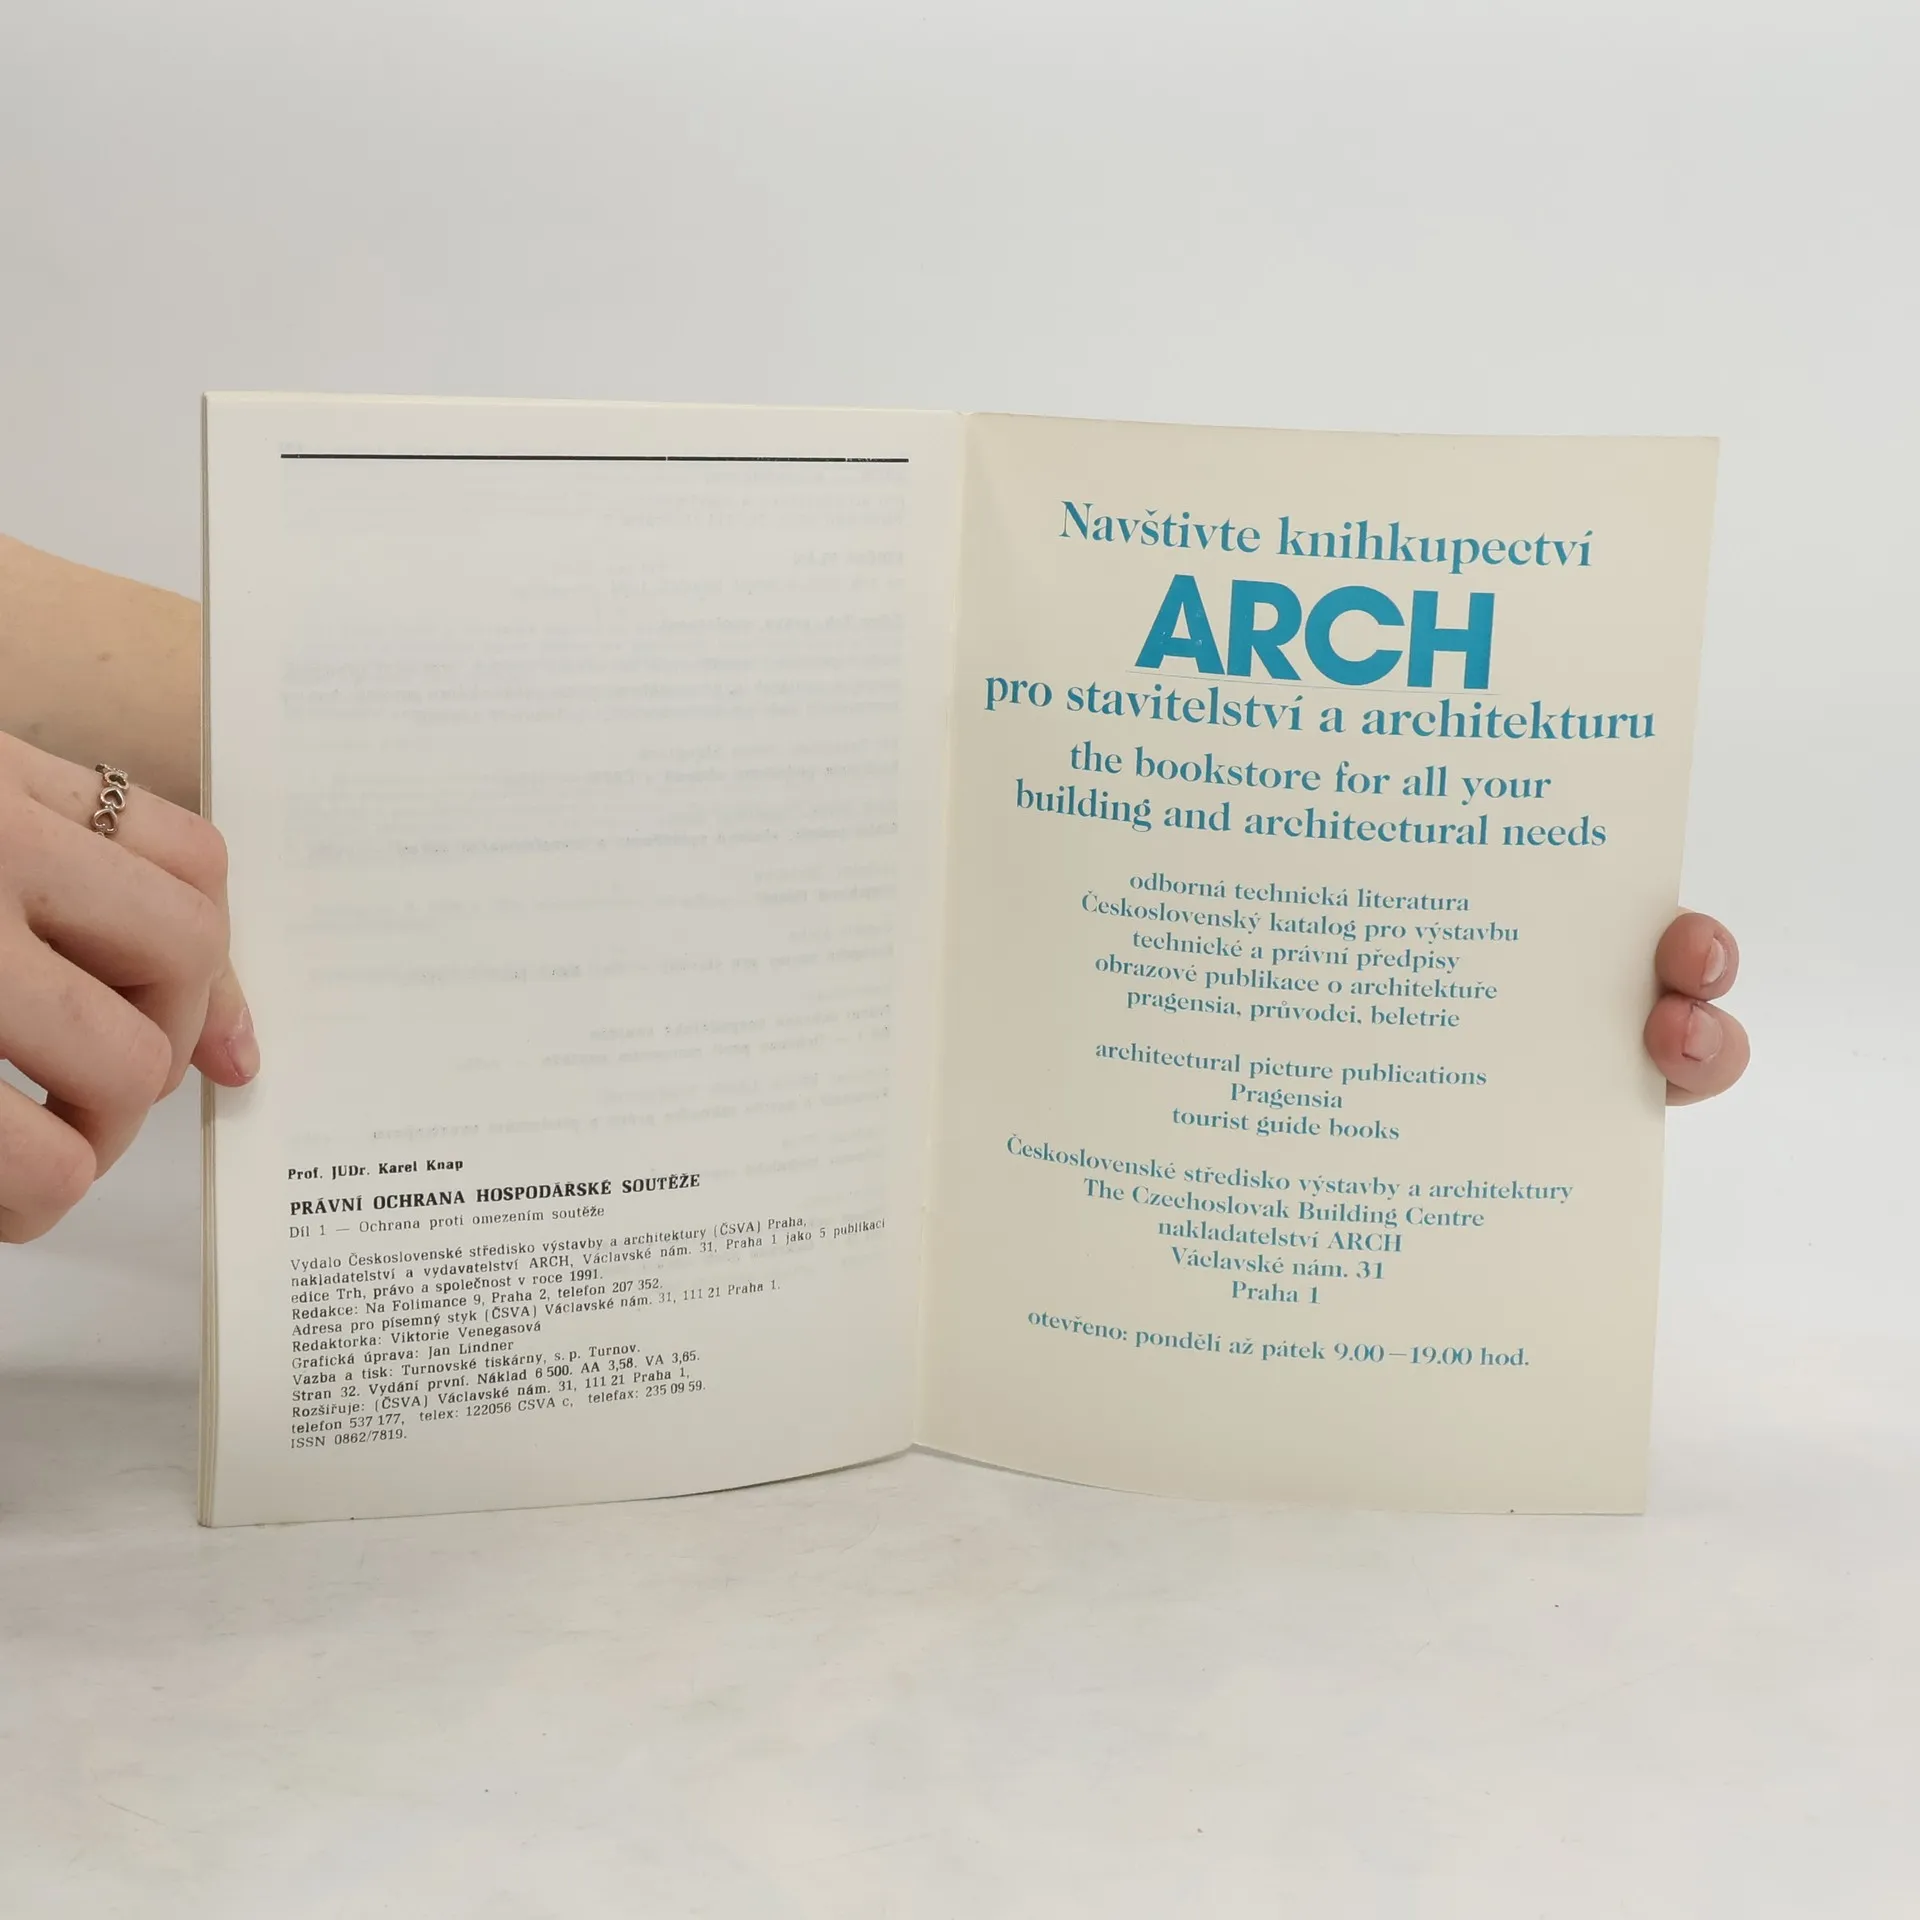 Prof. JUDr. Karel Knap
PRÁVNÍ OCHRANA HOSPODÁŘSKÉ SOUTĚŽE
Díl 1 — Ochrana proti omezením soutěže
Vydalo Československé středisko výstavby a architektury (ČSVA) Praha,
nakladatelství a vydavatelství ARCH, Václavské nám. 31, Praha 1 jako 5 publikaci
edice Trh, právo a společnost v roce 1991.
Redakce: Na Folimance 9, Praha 2, telefon 207 352.
Adresa pro písemný styk (ČSVA) Václavské nám. 31, 111 21 Praha 1.
Redaktorka: Viktorie Venegasová
Grafická úprava: Jan Lindner
Vazba a tisk: Turnovské tiskárny, s. p. Turnov.
Stran 32. Vydání první. Náklad 6 500. AA 3,58. VA 3,65.
Rozšiřuje: (ČSVA) Václavské nám. 31, 111 21 Praha 1,
telefon 537 177, telex: 122056 CSVA c, telefax: 235 09 59.
ISSN 0862/7819.
Navštivte knihkupectví
ARCH
pro stavitelství a architekturu
the bookstore for all your
building and architectural needs
odborná technická literatura
Československý katalog pro výstavbu
technické a právní předpisy
obrazové publikace o architektuře
pragensia, průvodci, beletrie
architectural picture publications
Pragensia
tourist guide books
Československé středisko výstavby a architektury
The Czechoslovak Building Centre
nakladatelství ARCH
Václavské nám. 31
Praha 1
otevřeno: pondělí až pátek 9.00—19.00 hod.